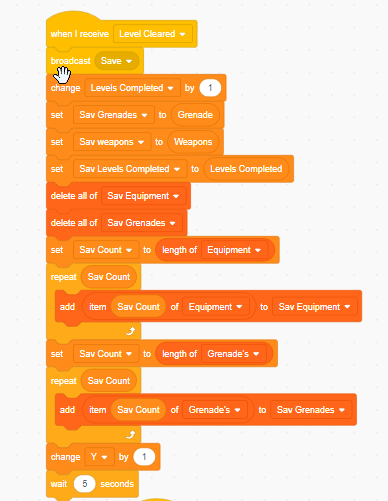 when I receive Level Cleared
broadcast Save
change Levels Completed by 1
set Sav Grenades to Grenade
set Sav weapons to Weapons
set Sav Levels Completed to Levels Completed
delete all of Sav Equipment
delete all of Sav Grenades
set Sav Count to length of Equipment
repeat Sav Count
add item Sav Count of Equipment to Sav Equipment
set Sav Count to length of Grenade's
repeat Sav Count
add item Sav Count of Grenade's to Sav Grenades
change Y by 1
wait 5 seconds